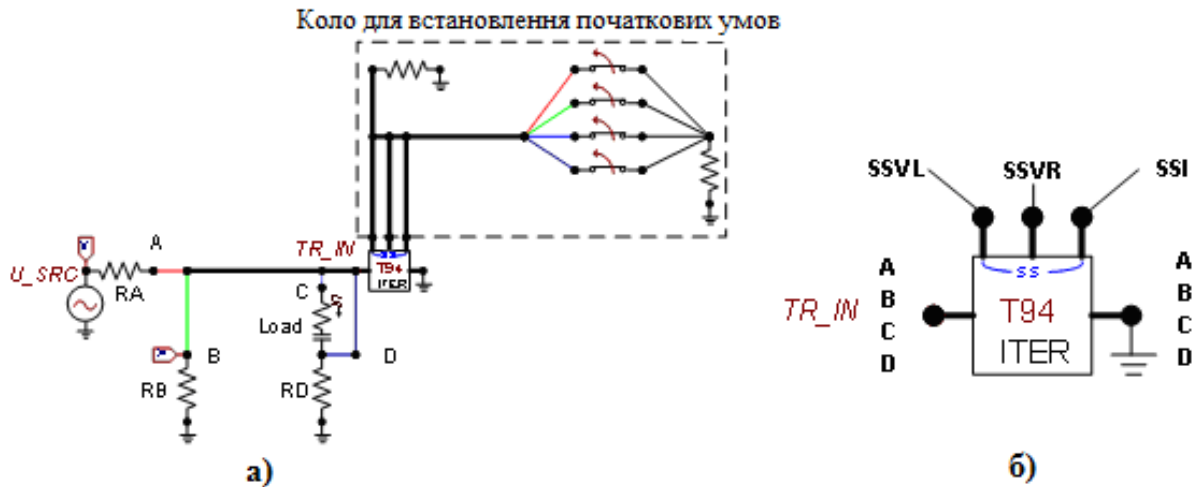 Коло для встановлення початкових умов
TR_IN
ss
T94
ITER
U_SRC
A
RA
C
Load
B
D
RB
RD
а)
SSVL
SSVR
SSI
A
B
C
D
TR_IN
ss
T94
ITER
A
B
C
D
б)